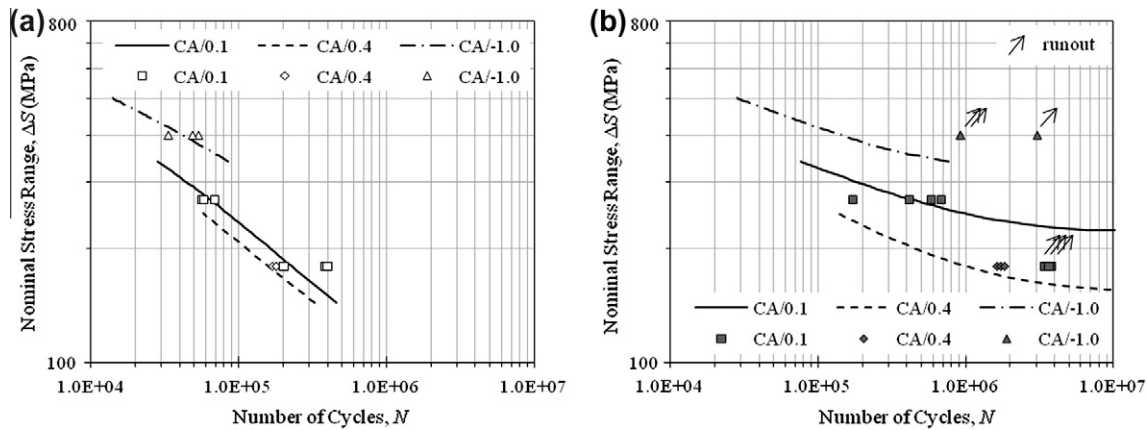 (a)
800
CA/0.1 CA/0.4 CA/-1.0
CA/0.1 CA/0.4 CA/-1.0
Nominal Stress Range, ΔS (MPa)
100
1.0E+04 1.0E+05 1.0E+06 1.0E+07
Number of Cycles, N
(b)
800
runout
Nominal Stress Range, ΔS (MPa)
CA/0.1 CA/0.4 CA/-1.0
CA/0.1 CA/0.4 CA/-1.0
100
1.0E+04 1.0E+05 1.0E+06 1.0E+07
Number of Cycles, N